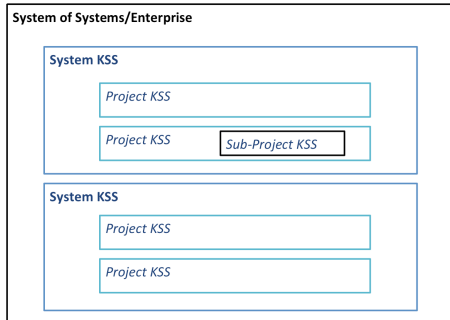 System of Systems/Enterprise
System KSS
Project KSS
Project KSS
Sub-Project KSS
System KSS
Project KSS
Project KSS